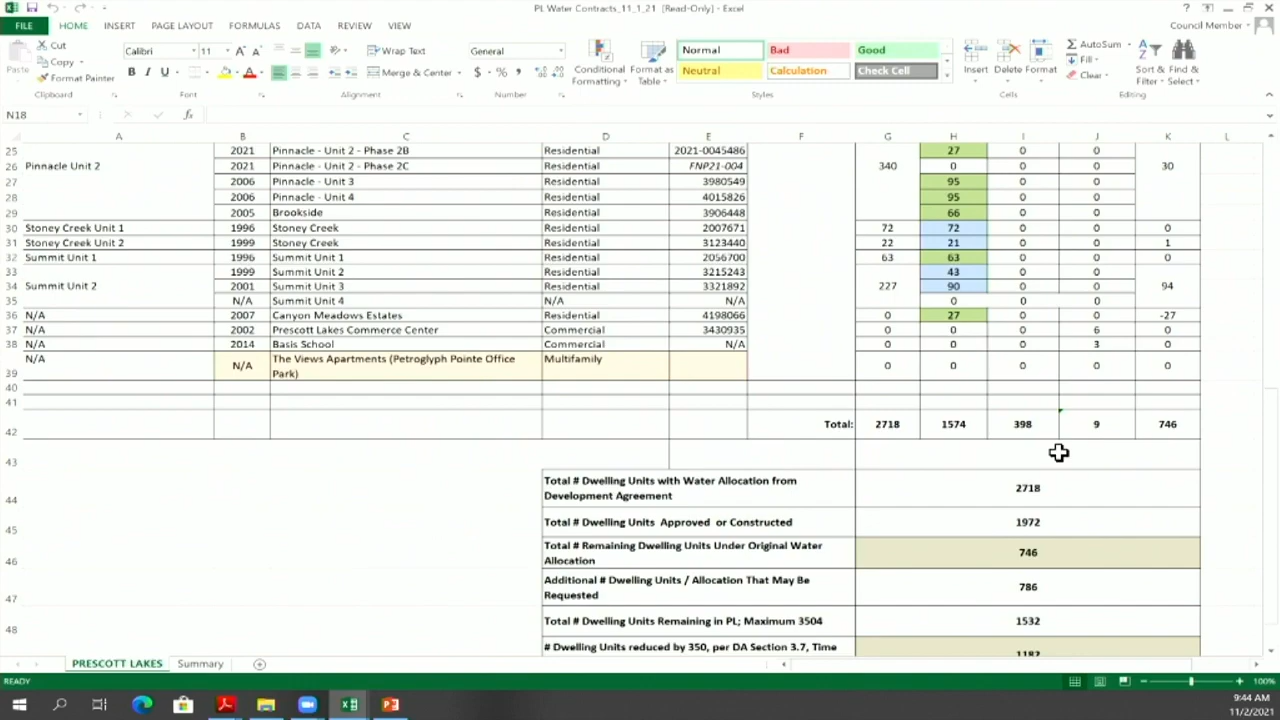 PL Water Contracts_11_1_21 [Read-Only] - Excel
FILE HOME INSERT PAGE LAYOUT FORMULAS DATA REVIEW VIEW Council Member
Cut Calibri 11 Wrap Text General Normal Bad Good AutoSum
Copy Fill
Paste Format Painter B I U Merge & Center $ % , Conditional Formatting Format as Table Neutral Calculation Check Cell Insert Delete Format Clear Sort & Filter Find & Select
Clipboard Font Alignment Number Styles Cells Editing
N18 fx
A B C D E F G H I J K L
25 2021 Pinnacle - Unit 2 - Phase 2B Residential 2021-0045486 27 0 0
26 Pinnacle Unit 2 2021 Pinnacle - Unit 2 - Phase 2C Residential FNP21-004 340 0 0 0 30
27 2006 Pinnacle - Unit 3 Residential 3980549 95 0 0
28 2006 Pinnacle - Unit 4 Residential 4015826 95 0 0
29 2005 Brookside Residential 3906448 66 0 0
30 Stoney Creek Unit 1 1996 Stoney Creek Residential 2007671 72 72 0 0 0
31 Stoney Creek Unit 2 1999 Stoney Creek Residential 3123440 22 21 0 0 1
32 Summit Unit 1 1996 Summit Unit 1 Residential 2056700 63 63 0 0 0
33 1999 Summit Unit 2 Residential 3215243 43 0 0
34 Summit Unit 2 2001 Summit Unit 3 Residential 3321892 227 90 0 0 94
35 N/A Summit Unit 4 N/A N/A 0 0 0
36 N/A 2007 Canyon Meadows Estates Residential 4198066 0 27 0 0 -27
37 N/A 2002 Prescott Lakes Commerce Center Commercial 3430935 0 0 0 6 0
38 N/A 2014 Basis School Commercial N/A 0 0 0 3 0
39 N/A N/A The Views Apartments (Petroglyph Pointe Office Multifamily 0 0 0 0 0
Park)
40
41
42 Total: 2718 1574 398 9 746
43
44 Total # Dwelling Units with Water Allocation from 2718
Development Agreement
45 Total # Dwelling Units Approved or Constructed 1972
46 Total # Remaining Dwelling Units Under Original Water 746
Allocation
47 Additional # Dwelling Units / Allocation That May Be 786
Requested
48 Total # Dwelling Units Remaining in PL; Maximum 3504 1532
# Dwelling Units reduced by 350, per DA Section 3.7, Time 1182
PRESCOTT LAKES Summary
READY 100%
9:44 AM
11/2/2021